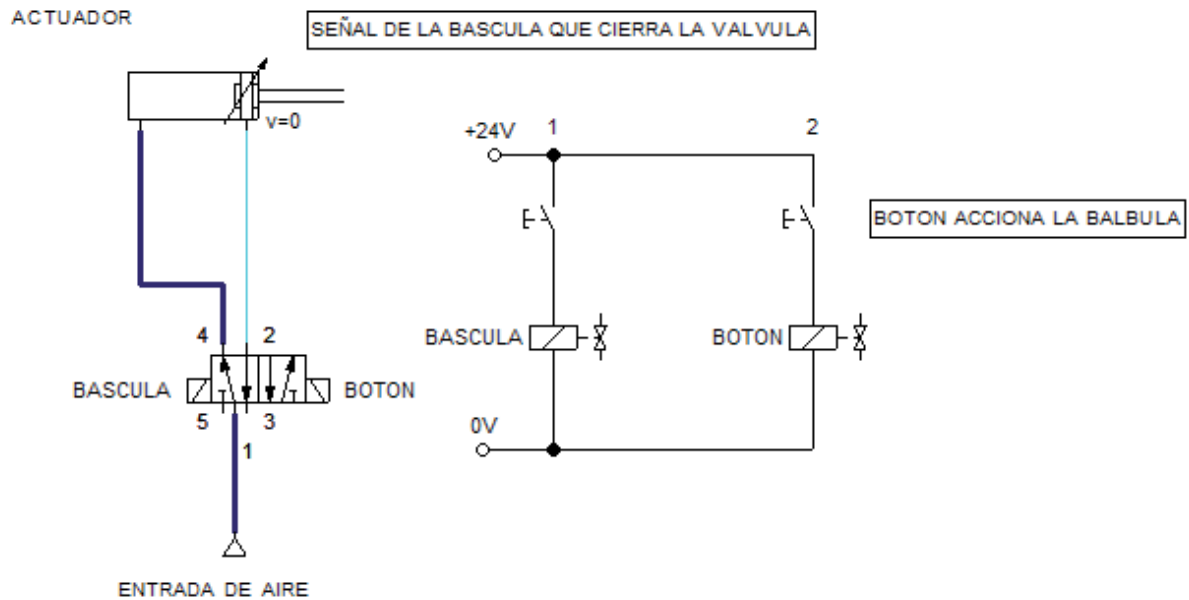 ACTUADOR
SEÑAL DE LA BASCULA QUE CIERRA LA VALVULA
v=0
+24V 1 2
BOTON ACCIONA LA BALBULA
4 2
BASCULA BOTON
BASCULA BOTON
5 3
1
0V
ENTRADA DE AIRE